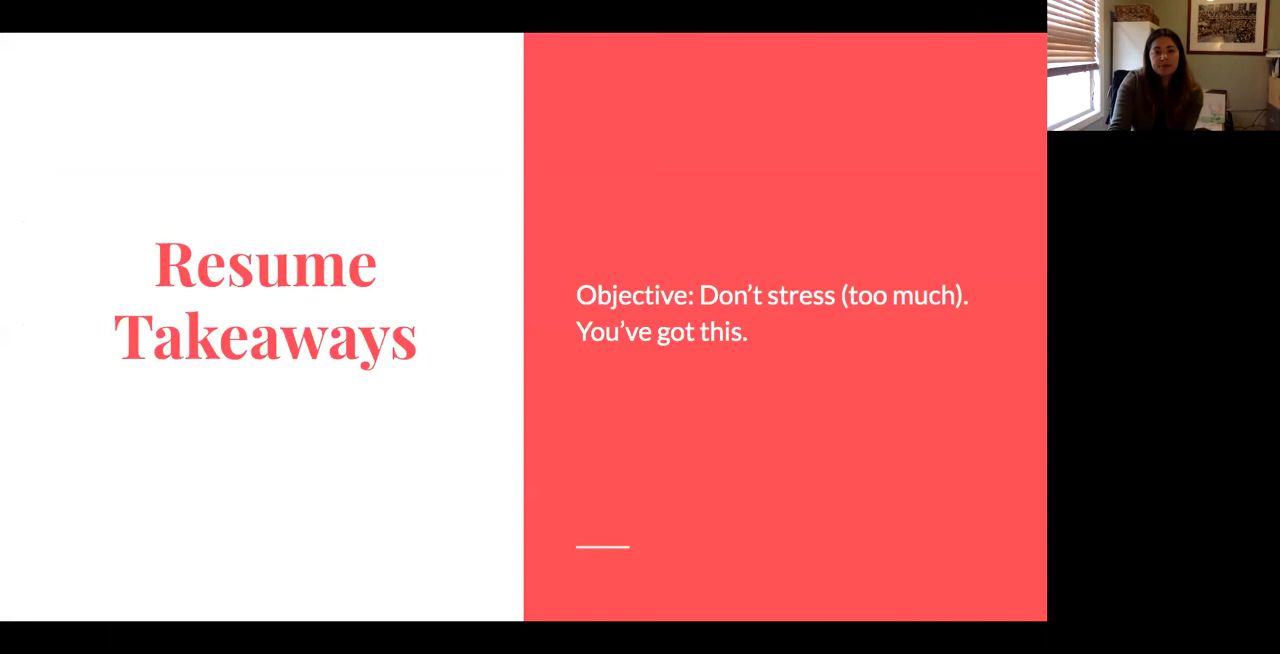 Resume
Takeaways
Objective: Don’t stress (too much).
You’ve got this.